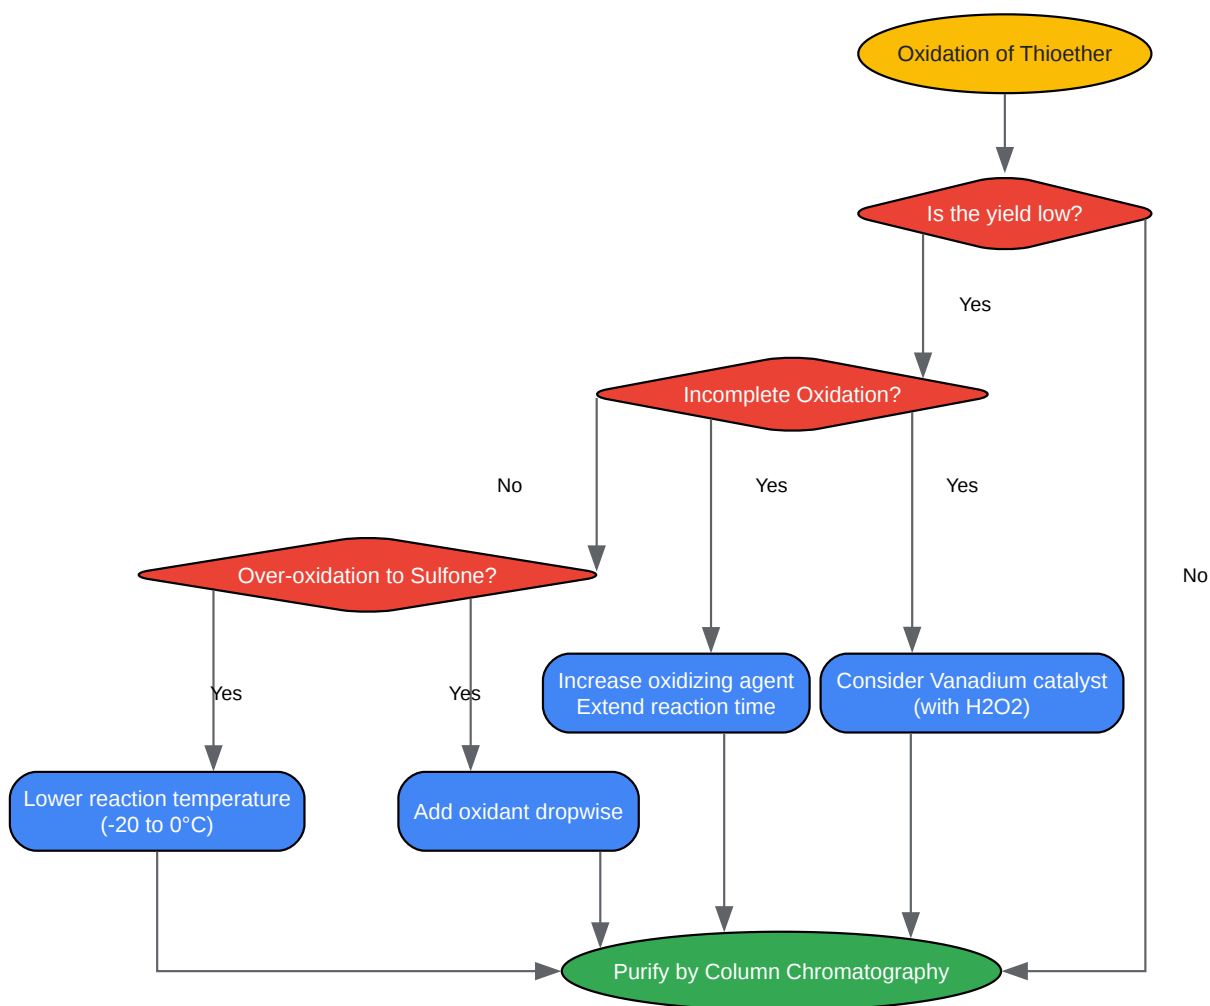 Oxidation of Thioether
Is the yield low?
Yes
Incomplete Oxidation?
No
Yes
Yes
Over-oxidation to Sulfone?
No
Increase oxidizing agent
Extend reaction time
Consider Vanadium catalyst
(with H2O2)
Yes
Yes
Lower reaction temperature
(-20 to 0°C)
Add oxidant dropwise
Purify by Column Chromatography